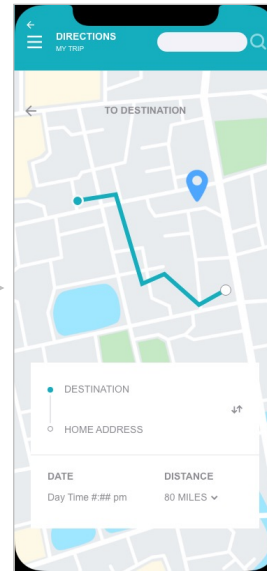 DIRECTIONS
MY TRIP
TO DESTINATION
DESTINATION
HOME ADDRESS
DATE
DISTANCE
Day Time #:## pm
80 MILES